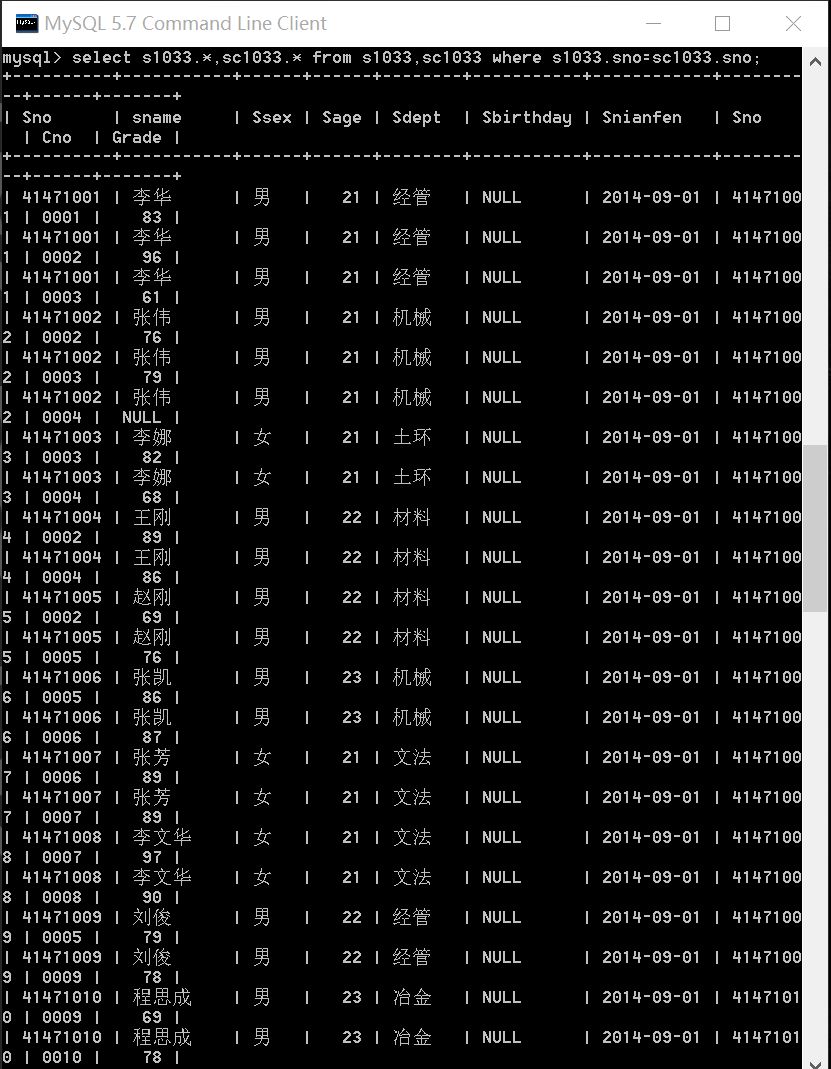 MySQL 5.7 Command Line Client
mysql> select s1033.*,sc1033.* from s1033,sc1033 where s1033.sno=sc1033.sno;
+----------+-----------+------+------+--------+-----------+------------+-------
--+------+-------+
| Sno      | sname     | Ssex | Sage | Sdept  | Sbirthday | Snianfen   | Sno
  | Cno  | Grade |
+----------+-----------+------+------+--------+-----------+------------+-------
--+------+-------+
| 41471001 | 李华      | 男   |   21 | 经管   | NULL      | 2014-09-01 | 4147100
1 | 0001 |    83 |
| 41471001 | 李华      | 男   |   21 | 经管   | NULL      | 2014-09-01 | 4147100
1 | 0002 |    96 |
| 41471001 | 李华      | 男   |   21 | 经管   | NULL      | 2014-09-01 | 4147100
1 | 0003 |    61 |
| 41471002 | 张伟      | 男   |   21 | 机械   | NULL      | 2014-09-01 | 4147100
2 | 0002 |    76 |
| 41471002 | 张伟      | 男   |   21 | 机械   | NULL      | 2014-09-01 | 4147100
2 | 0003 |    79 |
| 41471002 | 张伟      | 男   |   21 | 机械   | NULL      | 2014-09-01 | 4147100
2 | 0004 |  NULL |
| 41471003 | 李娜      | 女   |   21 | 土环   | NULL      | 2014-09-01 | 4147100
3 | 0003 |    82 |
| 41471003 | 李娜      | 女   |   21 | 土环   | NULL      | 2014-09-01 | 4147100
3 | 0004 |    68 |
| 41471004 | 王刚      | 男   |   22 | 材料   | NULL      | 2014-09-01 | 4147100
4 | 0002 |    89 |
| 41471004 | 王刚      | 男   |   22 | 材料   | NULL      | 2014-09-01 | 4147100
4 | 0004 |    86 |
| 41471005 | 赵刚      | 男   |   22 | 材料   | NULL      | 2014-09-01 | 4147100
5 | 0002 |    69 |
| 41471005 | 赵刚      | 男   |   22 | 材料   | NULL      | 2014-09-01 | 4147100
5 | 0005 |    76 |
| 41471006 | 张凯      | 男   |   23 | 机械   | NULL      | 2014-09-01 | 4147100
6 | 0005 |    86 |
| 41471006 | 张凯      | 男   |   23 | 机械   | NULL      | 2014-09-01 | 4147100
6 | 0006 |    87 |
| 41471007 | 张芳      | 女   |   21 | 文法   | NULL      | 2014-09-01 | 4147100
7 | 0006 |    89 |
| 41471007 | 张芳      | 女   |   21 | 文法   | NULL      | 2014-09-01 | 4147100
7 | 0007 |    89 |
| 41471008 | 李文华    | 女   |   21 | 文法   | NULL      | 2014-09-01 | 4147100
8 | 0007 |    97 |
| 41471008 | 李文华    | 女   |   21 | 文法   | NULL      | 2014-09-01 | 4147100
8 | 0008 |    90 |
| 41471009 | 刘俊      | 男   |   22 | 经管   | NULL      | 2014-09-01 | 4147100
9 | 0005 |    79 |
| 41471009 | 刘俊      | 男   |   22 | 经管   | NULL      | 2014-09-01 | 4147100
9 | 0009 |    78 |
| 41471010 | 程思成    | 男   |   23 | 冶金   | NULL      | 2014-09-01 | 4147101
0 | 0009 |    69 |
| 41471010 | 程思成    | 男   |   23 | 冶金   | NULL      | 2014-09-01 | 4147101
0 | 0010 |    78 |